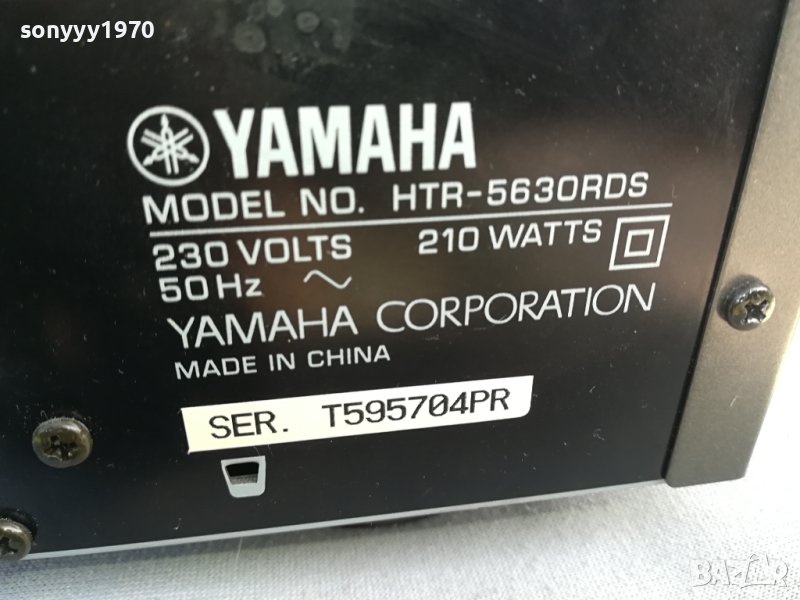 sonyyy1970
YAMAHA
MODEL NO. HTR-5630RDS
230 VOLTS 210 WATTS
50 Hz ~
YAMAHA CORPORATION
MADE IN CHINA
SER. T595704PR
BAZAR